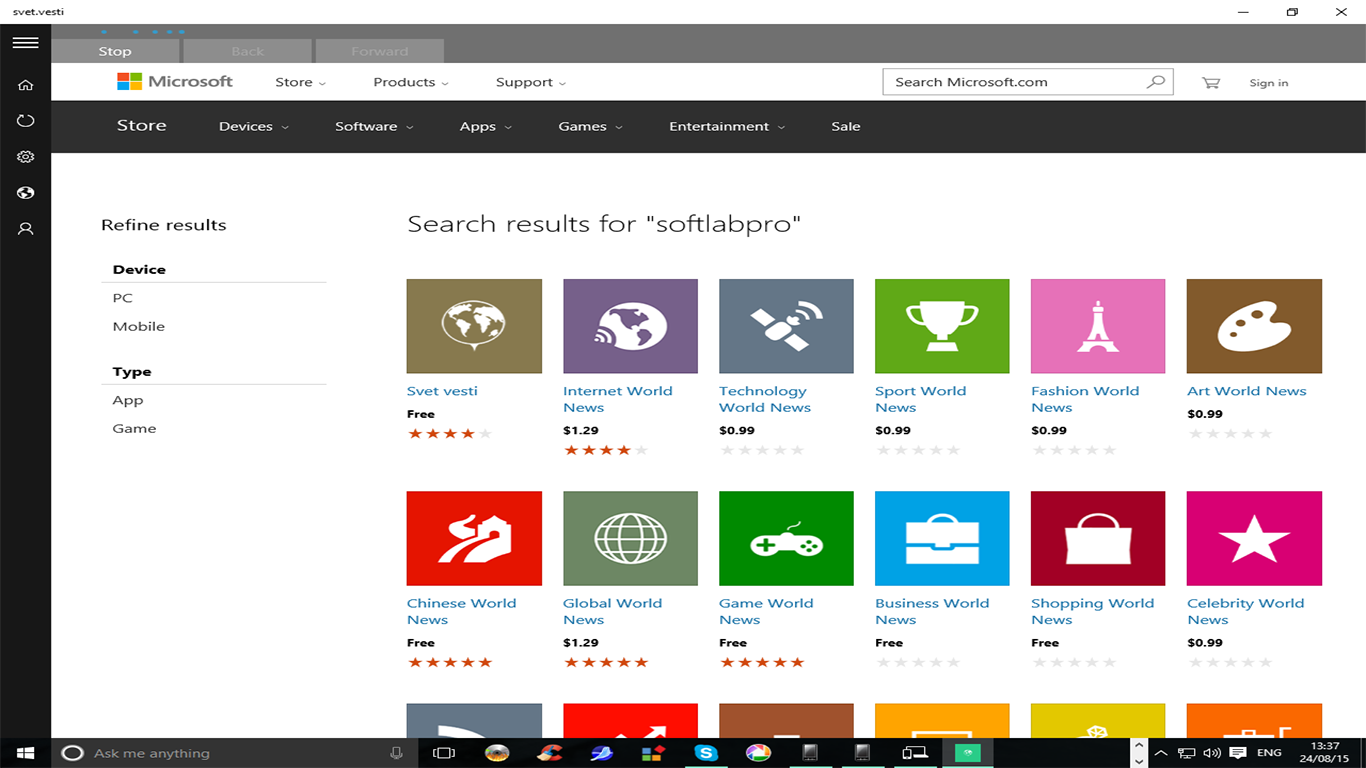 svet.vesti
Stop Back Forward
Microsoft Store Products Support Search Microsoft.com Sign in
Store Devices Software Apps Games Entertainment Sale
Refine results
Device
PC
Mobile
Type
App
Game
Search results for "softlabpro"
Svet vesti
Free
Internet World
News
$1.29
Technology
World News
$0.99
Sport World
News
$0.99
Fashion World
News
$0.99
Art World News
$0.99
Chinese World
News
Free
Global World
News
$1.29
Game World
News
Free
Business World
News
Free
Shopping World
News
Free
Celebrity World
News
$0.99
Ask me anything
ENG
13:37
24/08/15